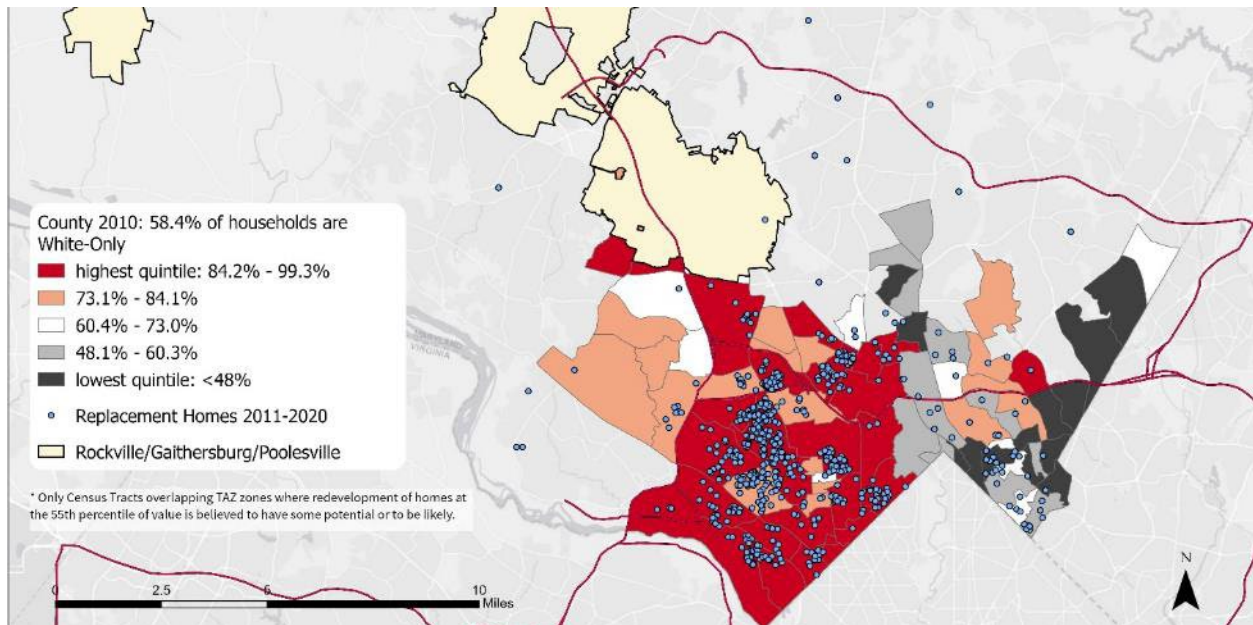 County 2010: 58.4% of households are
White-Only
highest quintile: 84.2% - 99.3%
73.1% - 84.1%
60.4% - 73.0%
48.1% - 60.3%
lowest quintile: <48%
Replacement Homes 2011-2020
Rockville/Gaithersburg/Poolesville
* Only Census Tracts overlapping TAZ zones where redevelopment of homes at
the 55th percentile of value is believed to have some potential or to be likely.
MARYLAND
VIRGINIA
N
0
2.5
5
10
Miles